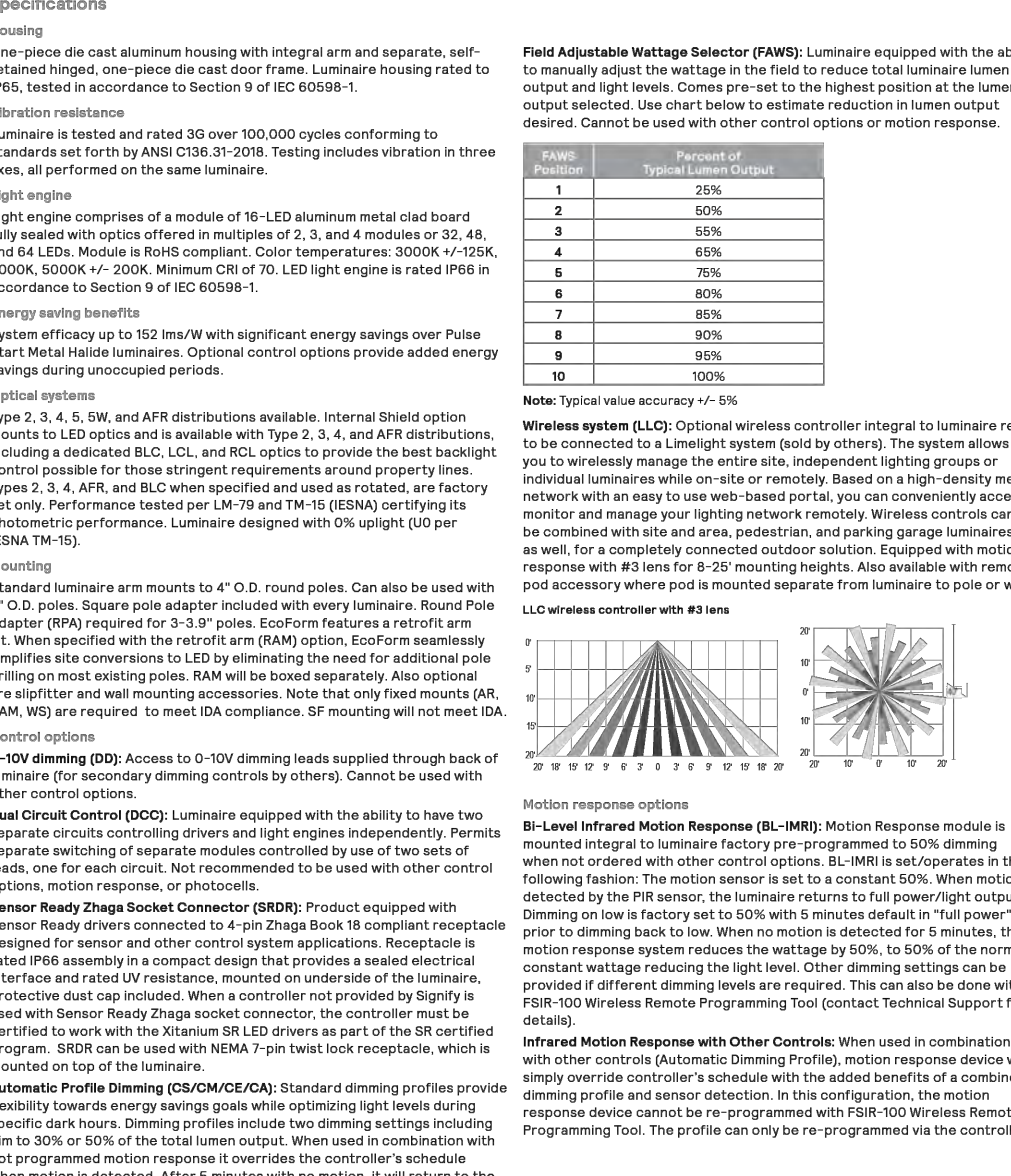 pecifications
ousing
ne-piece die cast aluminum housing with integral arm and separate, self-
etained hinged, one-piece die cast door frame. Luminaire housing rated to
P65, tested in accordance to Section 9 of IEC 60598-1.
ibration resistance
uminaire is tested and rated 3G over 100,000 cycles conforming to
tandards set forth by ANSI C136.31-2018. Testing includes vibration in three
xes, all performed on the same luminaire.
ight engine
ight engine comprises of a module of 16-LED aluminum metal clad board
ully sealed with optics offered in multiples of 2, 3, and 4 modules or 32, 48,
nd 64 LEDs. Module is RoHS compliant. Color temperatures: 3000K +/-125K,
000K, 5000K +/- 200K. Minimum CRI of 70. LED light engine is rated IP66 in
ccordance to Section 9 of IEC 60598-1.
nergy saving benefits
ystem efficacy up to 152 lms/W with significant energy savings over Pulse
tart Metal Halide luminaires. Optional control options provide added energy
avings during unoccupied periods.
ptical systems
ype 2, 3, 4, 5, 5W, and AFR distributions available. Internal Shield option
ounts to LED optics and is available with Type 2, 3, 4, and AFR distributions,
cluding a dedicated BLC, LCL, and RCL optics to provide the best backlight
ontrol possible for those stringent requirements around property lines.
ypes 2, 3, 4, AFR, and BLC when specified and used as rotated, are factory
et only. Performance tested per LM-79 and TM-15 (IESNA) certifying its
hotometric performance. Luminaire designed with 0% uplight (U0 per
ESNA TM-15).
ounting
tandard luminaire arm mounts to 4" O.D. round poles. Can also be used with
" O.D. poles. Square pole adapter included with every luminaire. Round Pole
dapter (RPA) required for 3-3.9" poles. EcoForm features a retrofit arm
t. When specified with the retrofit arm (RAM) option, EcoForm seamlessly
mplifies site conversions to LED by eliminating the need for additional pole
rilling on most existing poles. RAM will be boxed separately. Also optional
re slipfitter and wall mounting accessories. Note that only fixed mounts (AR,
AM, WS) are required to meet IDA compliance. SF mounting will not meet IDA.
ontrol options
-10V dimming (DD): Access to 0-10V dimming leads supplied through back of
minaire (for secondary dimming controls by others). Cannot be used with
ther control options.
ual Circuit Control (DCC): Luminaire equipped with the ability to have two
eparate circuits controlling drivers and light engines independently. Permits
eparate switching of separate modules controlled by use of two sets of
eads, one for each circuit. Not recommended to be used with other control
ptions, motion response, or photocells.
ensor Ready Zhaga Socket Connector (SRDR): Product equipped with
ensor Ready drivers connected to 4-pin Zhaga Book 18 compliant receptacle
esigned for sensor and other control system applications. Receptacle is
ated IP66 assembly in a compact design that provides a sealed electrical
nterface and rated UV resistance, mounted on underside of the luminaire,
rotective dust cap included. When a controller not provided by Signify is
sed with Sensor Ready Zhaga socket connector, the controller must be
ertified to work with the Xitanium SR LED drivers as part of the SR certified
rogram. SRDR can be used with NEMA 7-pin twist lock receptacle, which is
ounted on top of the luminaire.
utomatic Profile Dimming (CS/CM/CE/CA): Standard dimming profiles provide
exibility towards energy savings goals while optimizing light levels during
pecific dark hours. Dimming profiles include two dimming settings including
im to 30% or 50% of the total lumen output. When used in combination with
ot programmed motion response it overrides the controller's schedule
hen motion is detected. After 5 minutes with no motion, it will return to the
Field Adjustable Wattage Selector (FAWS): Luminaire equipped with the ab
to manually adjust the wattage in the field to reduce total luminaire lumen
output and light levels. Comes pre-set to the highest position at the lume
output selected. Use chart below to estimate reduction in lumen output
desired. Cannot be used with other control options or motion response.
FAWS Position Percent of Typical Lumen Output
1 25%
2 50%
3 55%
4 65%
5 75%
6 80%
7 85%
8 90%
9 95%
10 100%
Note: Typical value accuracy +/- 5%
Wireless system (LLC): Optional wireless controller integral to luminaire re
to be connected to a Limelight system (sold by others). The system allows
you to wirelessly manage the entire site, independent lighting groups or
individual luminaires while on-site or remotely. Based on a high-density me
network with an easy to use web-based portal, you can conveniently acce
monitor and manage your lighting network remotely. Wireless controls can
be combined with site and area, pedestrian, and parking garage luminaires
as well, for a completely connected outdoor solution. Equipped with motio
response with #3 lens for 8-25' mounting heights. Also available with remo
pod accessory where pod is mounted separate from luminaire to pole or w
LLC wireless controller with #3 lens
0'
5'
10'
15'
20'
20' 18' 15' 12' 9' 6' 3' 0 3' 6' 9' 12' 15' 18' 20'
20'
10'
0'
10'
20'
20' 10' 0' 10' 20'
Motion response options
Bi-Level Infrared Motion Response (BL-IMRI): Motion Response module is
mounted integral to luminaire factory pre-programmed to 50% dimming
when not ordered with other control options. BL-IMRI is set/operates in th
following fashion: The motion sensor is set to a constant 50%. When motio
detected by the PIR sensor, the luminaire returns to full power/light outpu
Dimming on low is factory set to 50% with 5 minutes default in "full power"
prior to dimming back to low. When no motion is detected for 5 minutes, th
motion response system reduces the wattage by 50%, to 50% of the norm
constant wattage reducing the light level. Other dimming settings can be
provided if different dimming levels are required. This can also be done wit
FSIR-100 Wireless Remote Programming Tool (contact Technical Support f
details).
Infrared Motion Response with Other Controls: When used in combination
with other controls (Automatic Dimming Profile), motion response device w
simply override controller's schedule with the added benefits of a combine
dimming profile and sensor detection. In this configuration, the motion
response device cannot be re-programmed with FSIR-100 Wireless Remot
Programming Tool. The profile can only be re-programmed via the controll